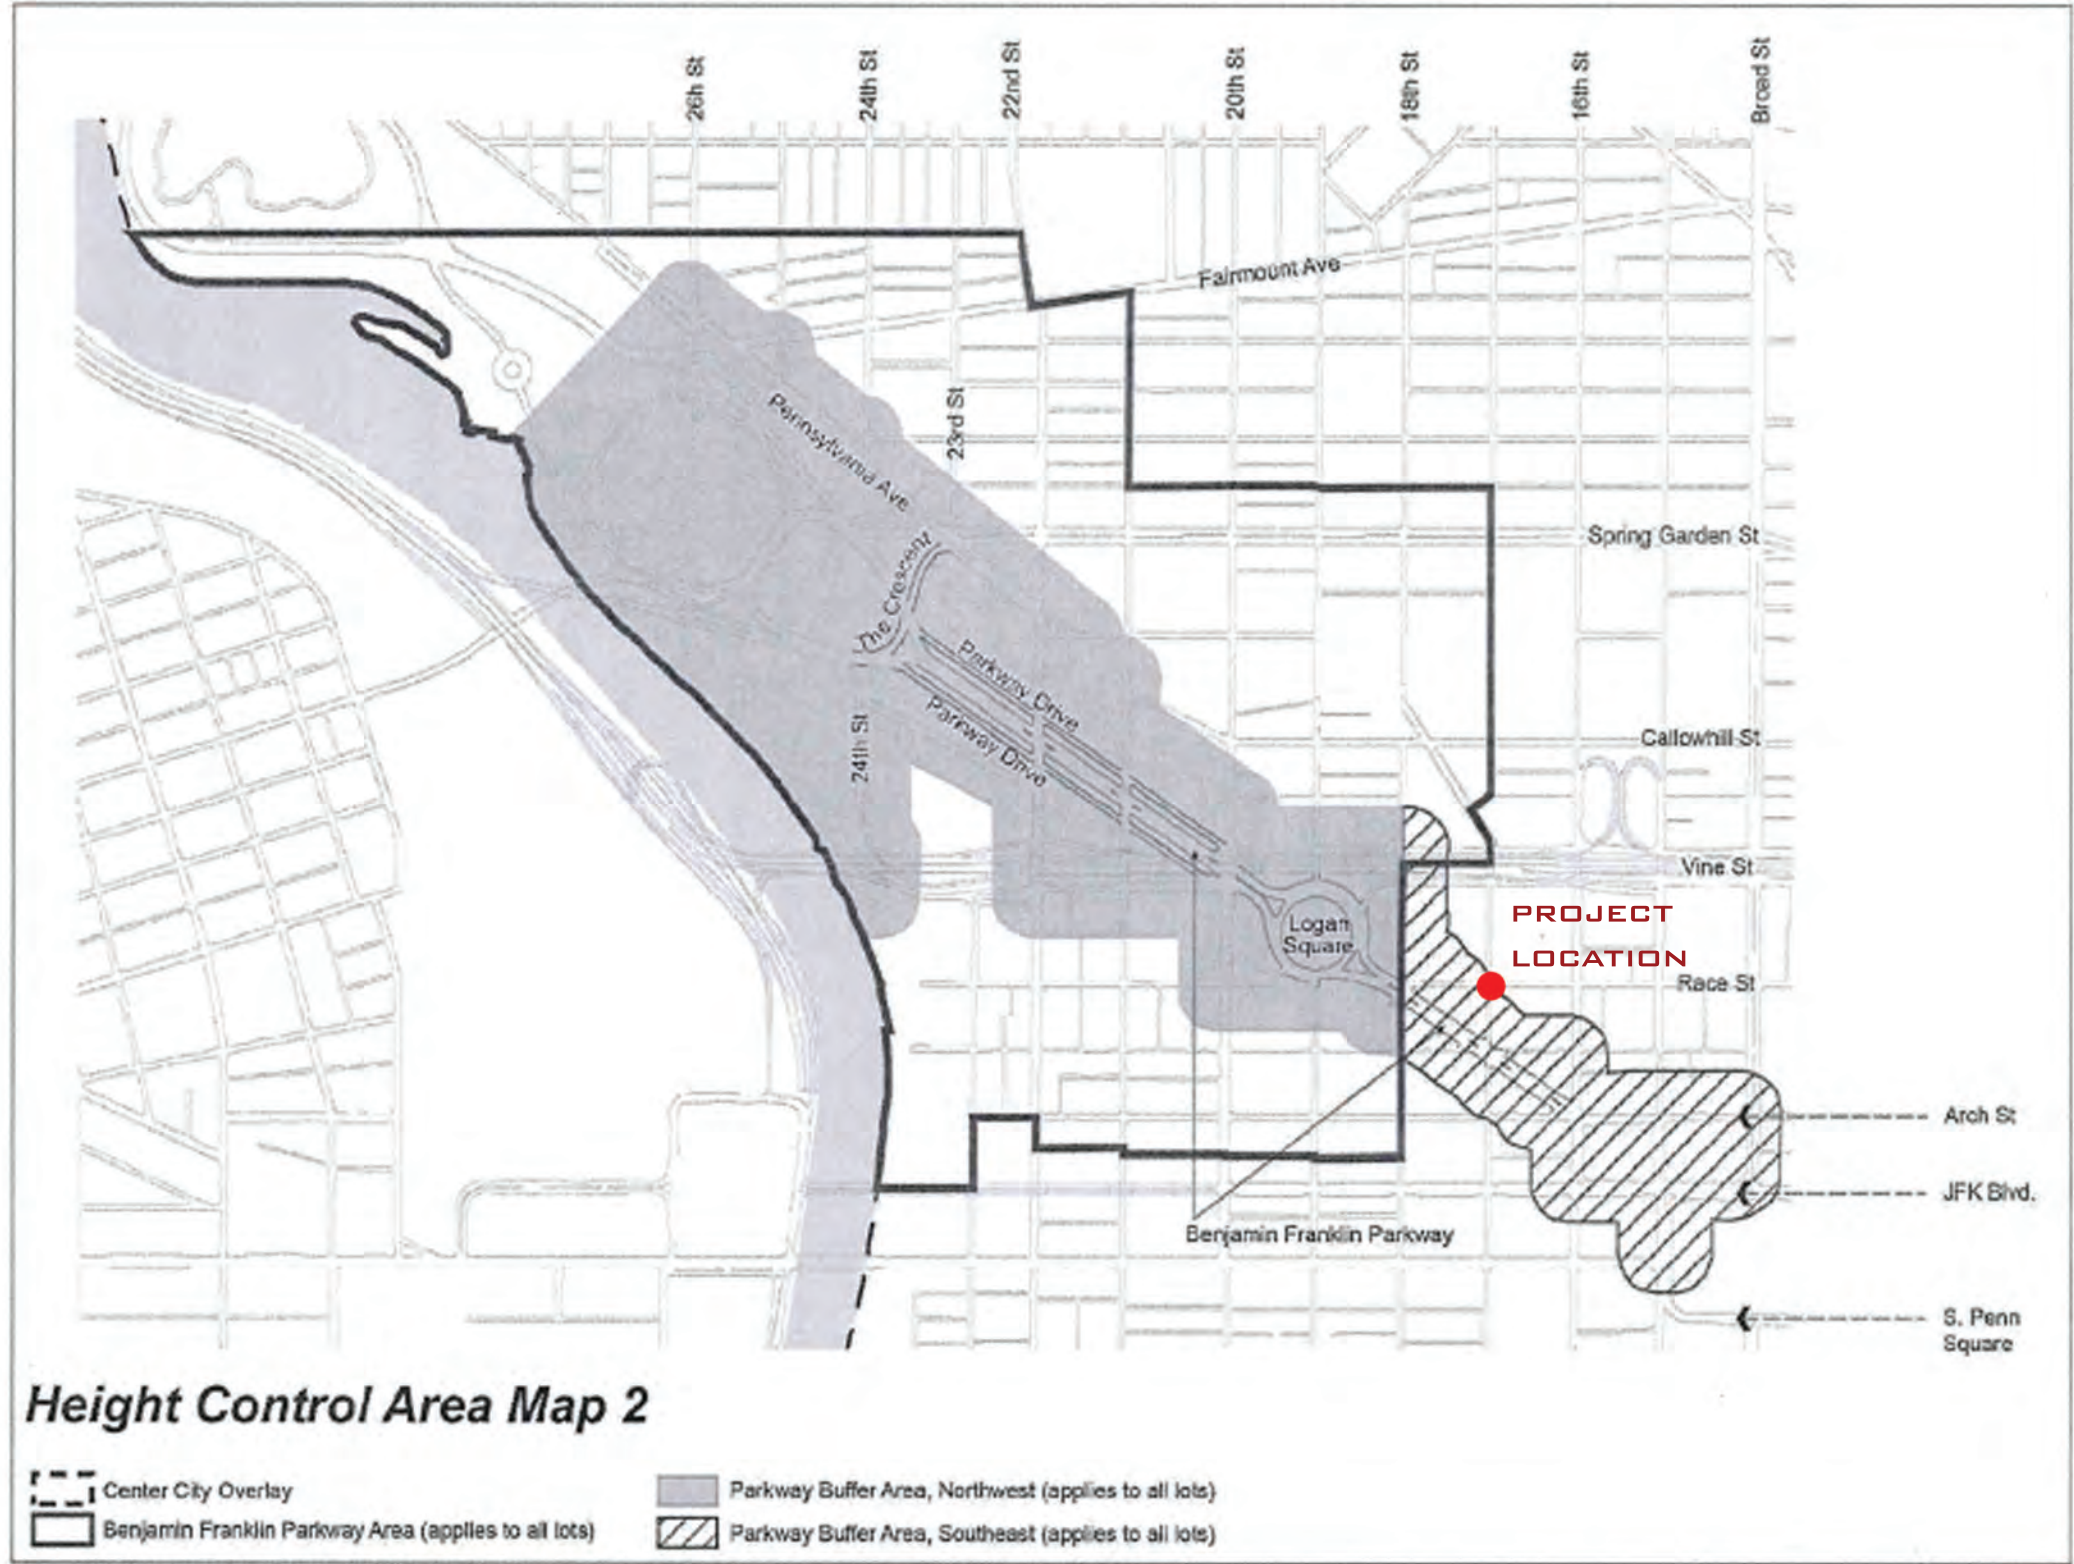 26h St
24th St
22nd St
20th St
18th St
16th St
Broad St
Fairmount Ave
Pennsylvania Ave
23rd St
Spring Garden St
The Crescent
Parkway Drive
Parkway Drive
24th St
Callowhill St
Vine St
Logan
Square
PROJECT
LOCATION
Race St
Arch St
JFK Blvd.
Benjamin Franklin Parkway
S. Penn
Square
Height Control Area Map 2
Center City Overlay
Benjamin Franklin Parkway Area (applies to all lots)
Parkway Buffer Area, Northwest (applies to all lots)
Parkway Buffer Area, Southeast (applies to all lots)